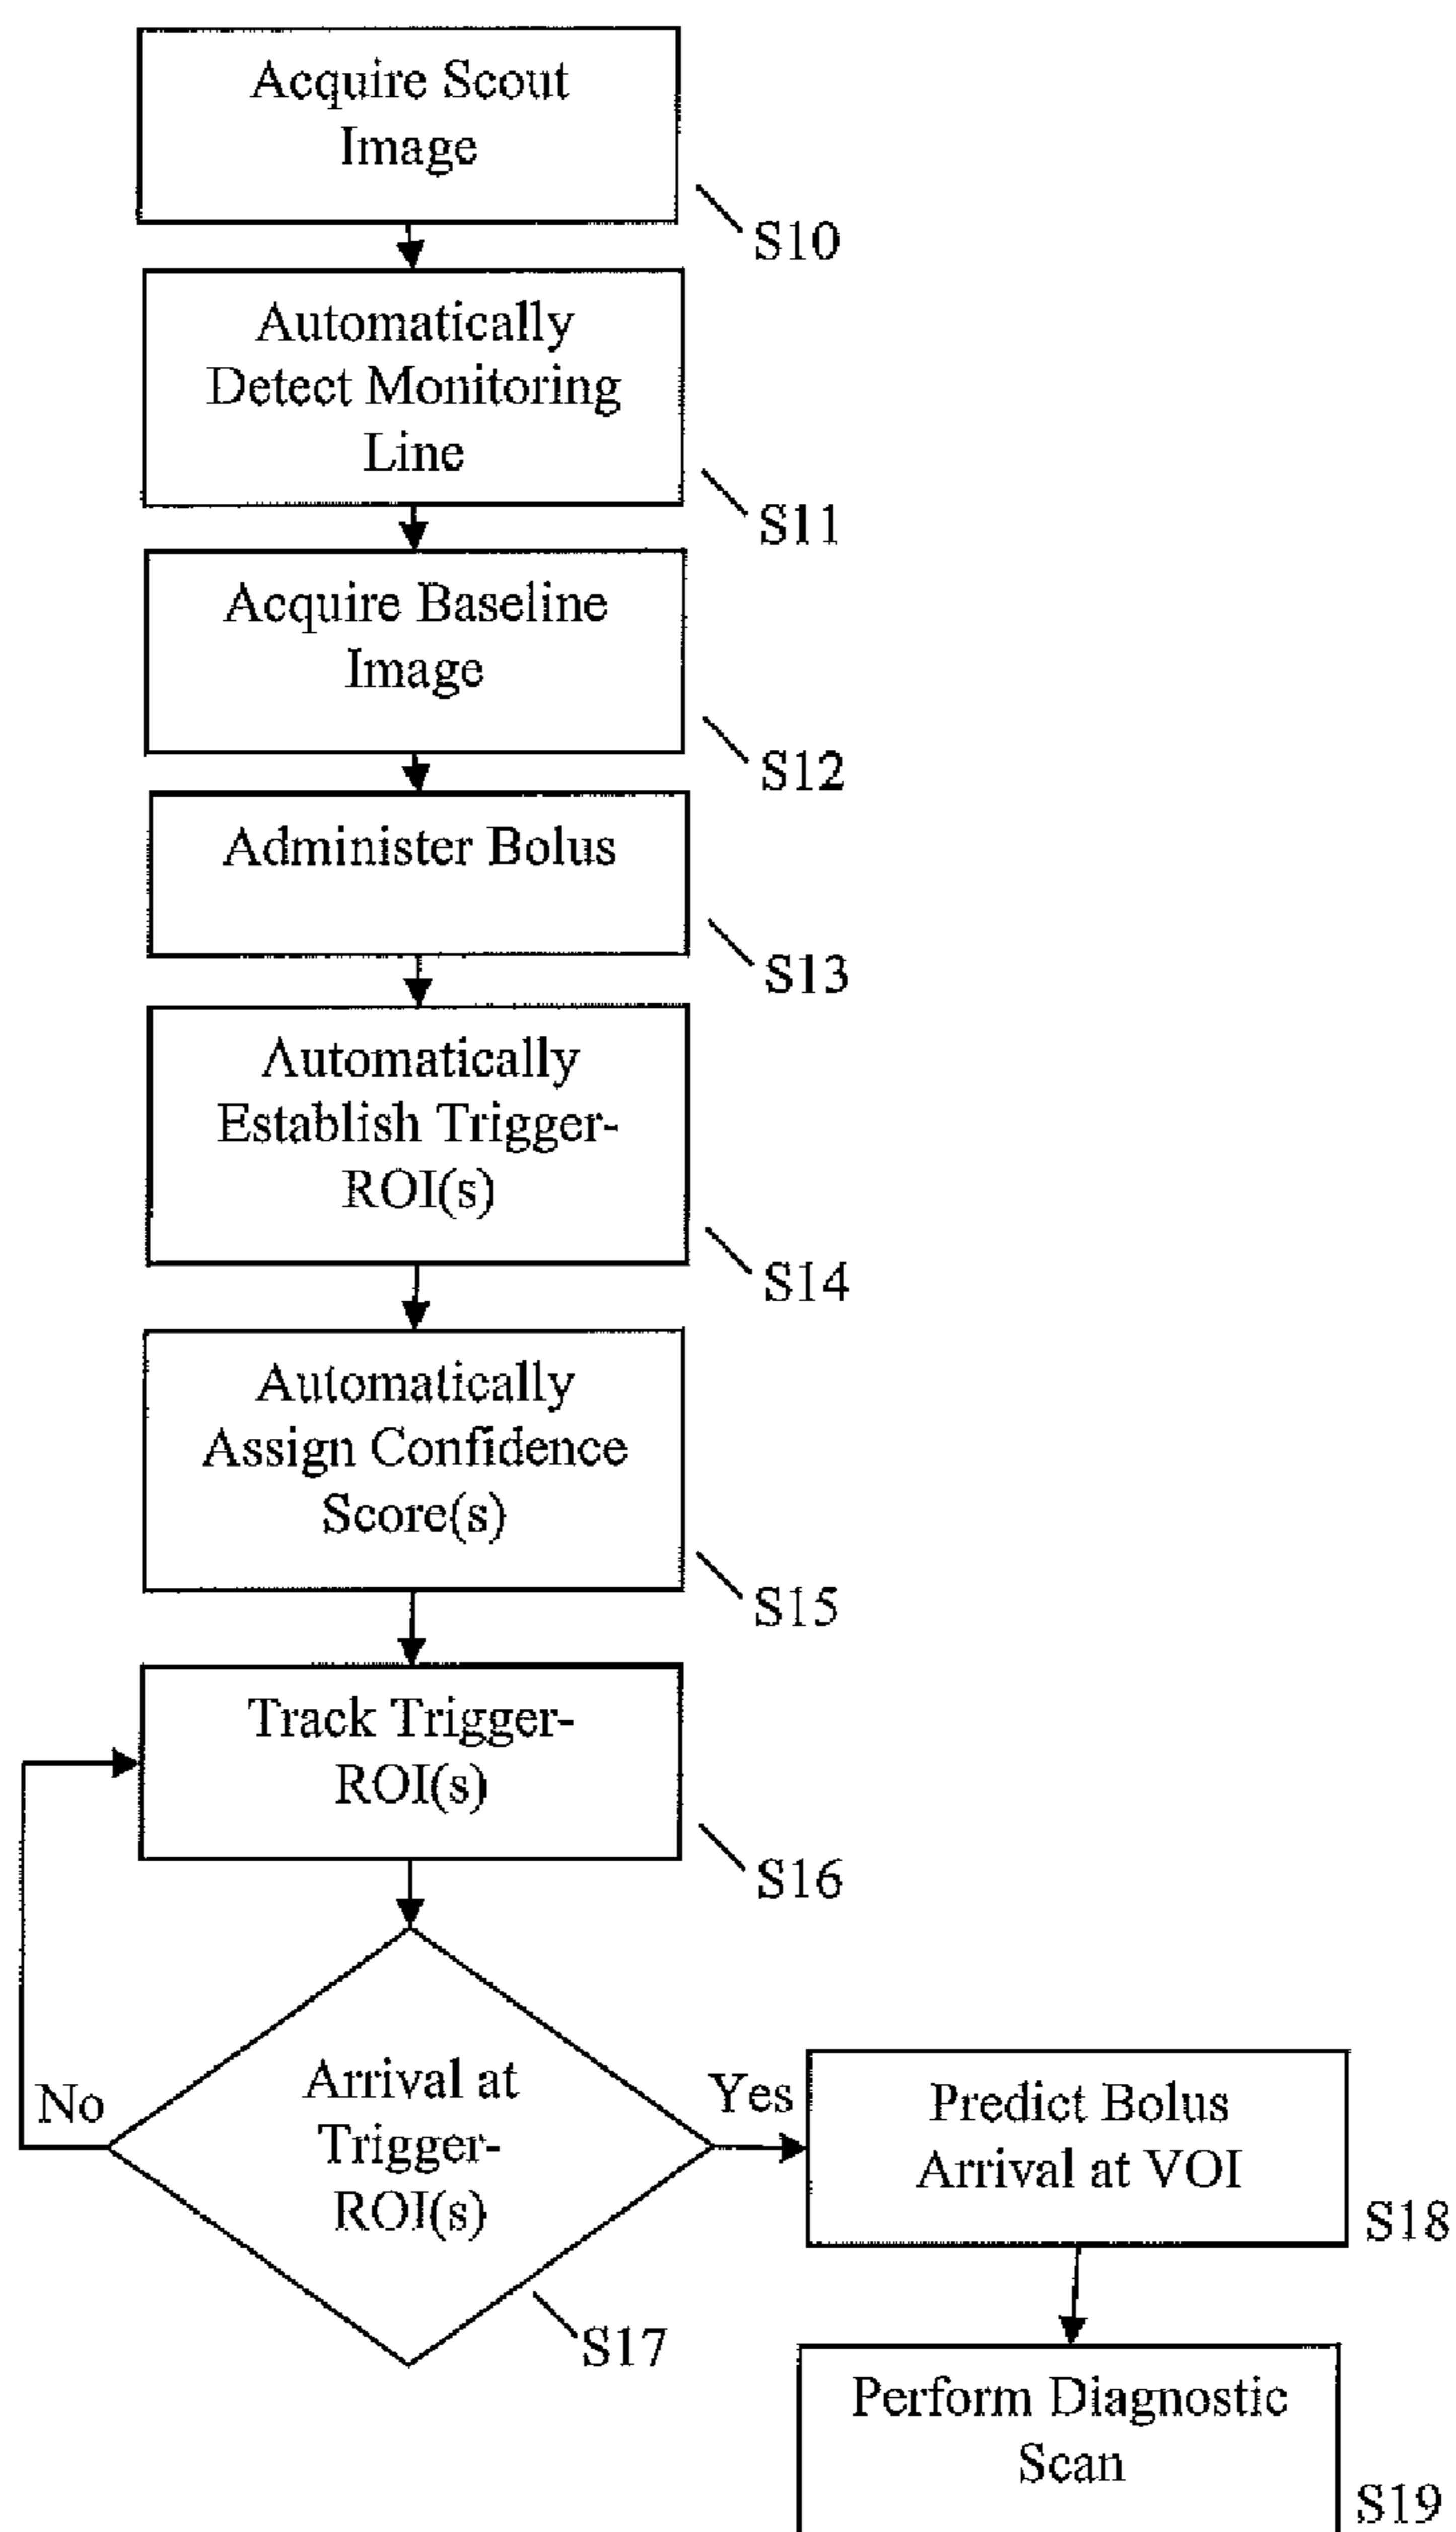 Acquire Scout
Image
S10
Automatically
Detect Monitoring
Line
S11
Acquire Baseline
Image
S12
Administer Bolus
S13
Automatically
Establish Trigger-
ROI(s)
S14
Automatically
Assign Confidence
Score(s)
S15
Track Trigger-
ROI(s)
S16
Arrival at
Trigger-
ROI(s)
S17
No
Yes
Predict Bolus
Arrival at VOI
S18
Perform Diagnostic
Scan
S19